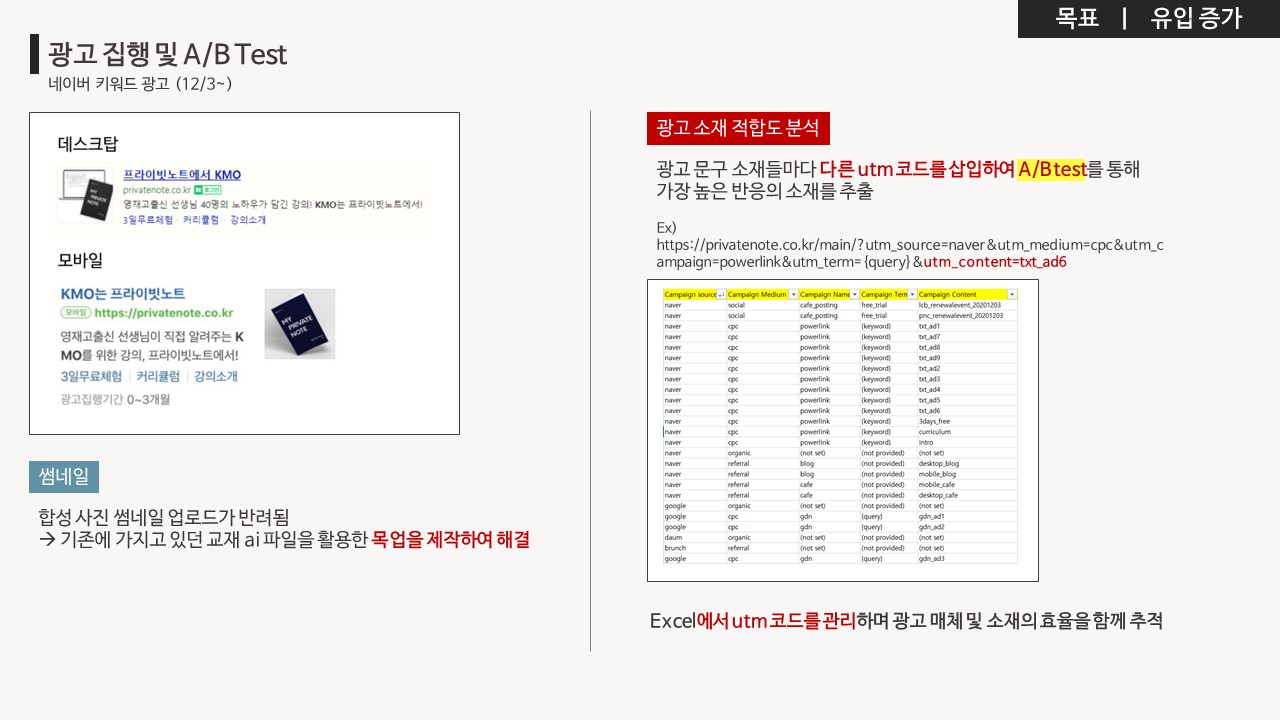 목표 | 유입 증가
광고 집행 및 A/B Test
네이버 키워드 광고 (12/3~)
데스크탑
프라이빗노트에서 KMO
privatenote.co.kr N 로그인
영재고출신 선생님 40명의 노하우가 담긴 강의! KMO는 프라이빗노트에서!
3일무료체험 · 커리큘럼 · 강의소개
MY PRIVATE NOTE
모바일
KMO는 프라이빗노트
모바일 https://privatenote.co.kr
영재고출신 선생님이 직접 알려주는 K
MO를 위한 강의, 프라이빗노트에서!
3일무료체험 | 커리큘럼 | 강의소개
광고집행기간 0~3개월
MY
PRIVATE
NOTE
썸네일
합성 사진 썸네일 업로드가 반려됨
→ 기존에 가지고 있던 교재 ai 파일을 활용한 목업을 제작하여 해결
광고 소재 적합도 분석
광고 문구 소재들마다 다른 utm 코드를 삽입하여 A/B test를 통해
가장 높은 반응의 소재를 추출
Ex)
https://privatenote.co.kr/main/?utm_source=naver&utm_medium=cpc&utm_c
ampaign=powerlink&utm_term={query}&utm_content=txt_ad6
Campaign source Campaign Medium Campaign Name Campaign Term Campaign Content
naver social cafe_posting free_trial lcb_renewalevent_20201203
naver social cafe_posting free_trial pnc_renewalevent_20201203
naver cpc powerlink {keyword} txt_ad1
naver cpc powerlink {keyword} txt_ad7
naver cpc powerlink {keyword} txt_ad8
naver cpc powerlink {keyword} txt_ad9
naver cpc powerlink {keyword} txt_ad2
naver cpc powerlink {keyword} txt_ad3
naver cpc powerlink {keyword} txt_ad4
naver cpc powerlink {keyword} txt_ad5
naver cpc powerlink {keyword} txt_ad6
naver cpc powerlink {keyword} 3days_free
naver cpc powerlink {keyword} curriculum
naver cpc powerlink {keyword} intro
naver organic (not set) (not provided) (not set)
naver referral blog (not provided) desktop_blog
naver referral blog (not provided) mobile_blog
naver referral cafe (not provided) mobile_cafe
naver referral cafe (not provided) desktop_cafe
google organic (not set) (not provided) (not set)
google cpc gdn {query} gdn_ad1
google cpc gdn {query} gdn_ad2
daum organic (not set) (not provided) (not set)
brunch referral (not set) (not provided) (not set)
google cpc gdn {query} gdn_ad3
Excel에서 utm 코드를 관리하며 광고 매체 및 소재의 효율을 함께 추적